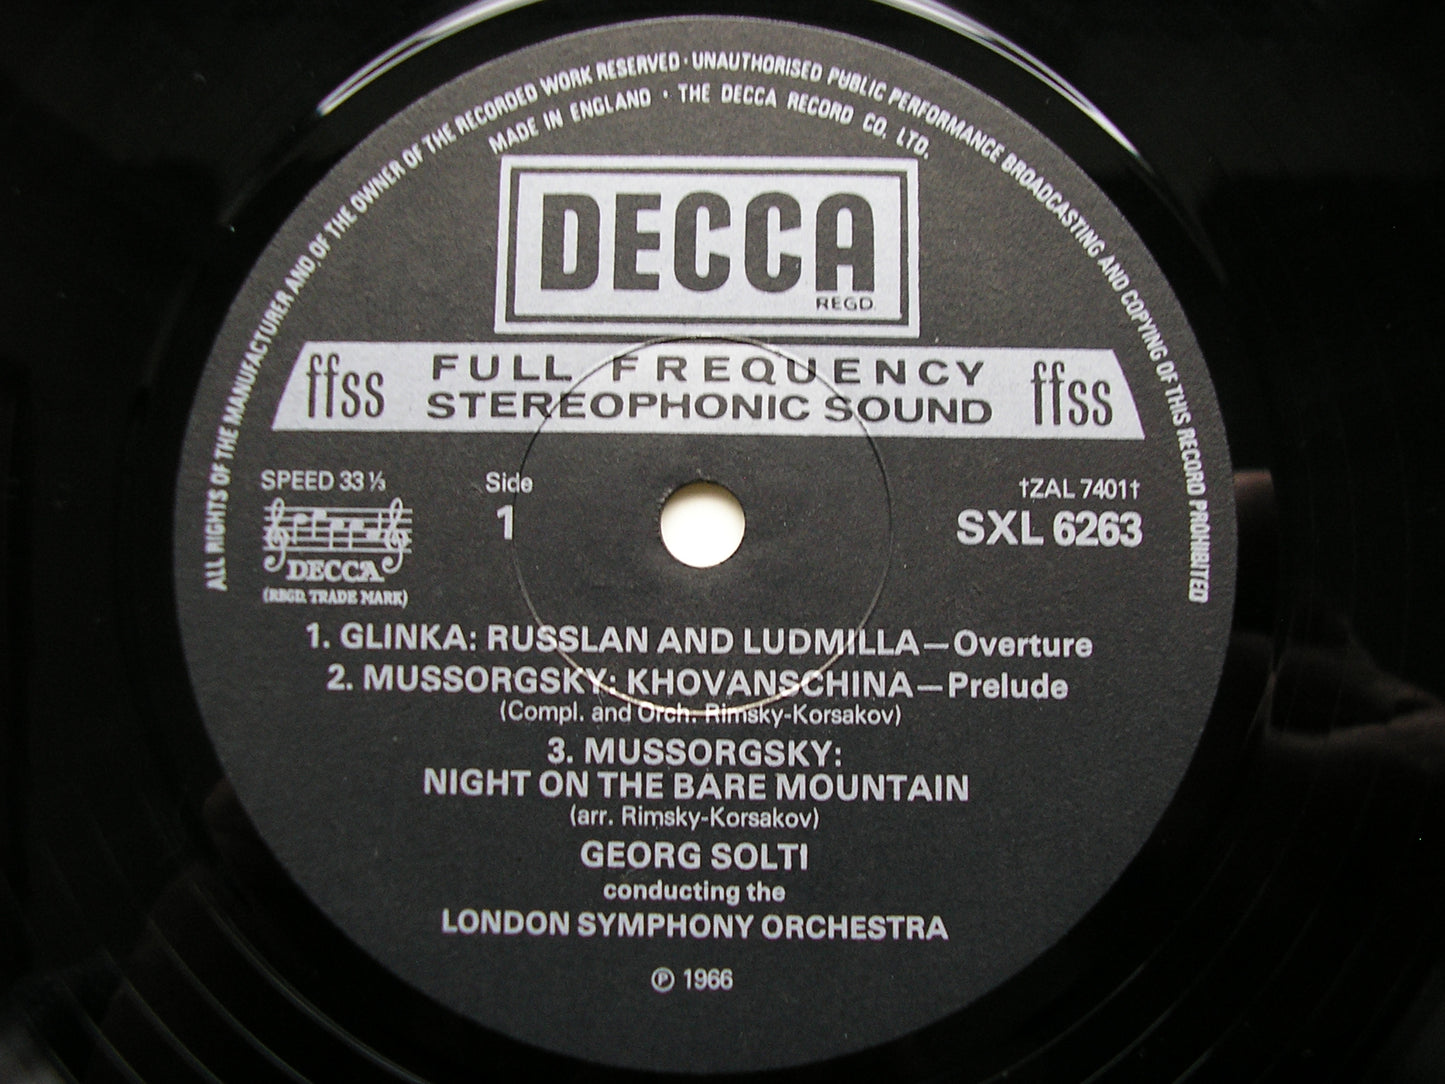 ALL RIGHTS OF THE MANUFACTURER AND OF THE OWNER OF THE RECORDED WORK RESERVED · UNAUTHORISED PUBLIC PERFORMANCE BROADCASTING AND COPYING OF THIS RECORD PROHIBITED
MADE IN ENGLAND · THE DECCA RECORD CO. LTD.
DECCA
REGD.
ffss FULL FREQUENCY ffss
STEREOPHONIC SOUND
SPEED 33 ⅓ Side †ZAL 7401†
1 SXL 6263
DECCA
(REGD. TRADE MARK)
1. GLINKA: RUSSLAN AND LUDMILLA—Overture
2. MUSSORGSKY: KHOVANSCHINA—Prelude
(Compl. and Orch. Rimsky-Korsakov)
3. MUSSORGSKY:
NIGHT ON THE BARE MOUNTAIN
(arr. Rimsky-Korsakov)
GEORG SOLTI
conducting the
LONDON SYMPHONY ORCHESTRA
℗ 1966